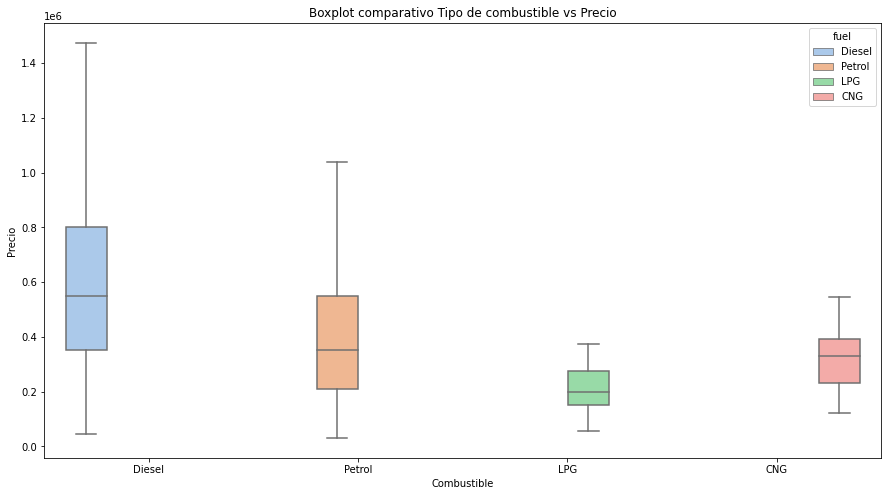 Boxplot comparativo Tipo de combustible vs Precio
1e6
fuel
Diesel
Petrol
LPG
CNG
1.4
1.2
1.0
0.8
0.6
0.4
0.2
0.0
Precio
Diesel Petrol LPG CNG
Combustible